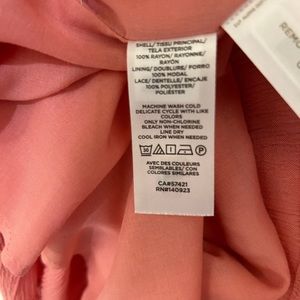 SHELL/ TISSU PRINCIPAL/
TELA EXTERIOR
100% RAYON/ RAYONNE/
RAYÓN
LINING/ DOUBLURE/ FORRO
100% MODAL
LACE/ DENTELLE/ ENCAJE
100% POLYESTER/
POLIÉSTER
MACHINE WASH COLD
DELICATE CYCLE WITH LIKE
COLORS
ONLY NON-CHLORINE
BLEACH WHEN NEEDED
LINE DRY
COOL IRON WHEN NEEDED
30
AVEC DES COULEURS
SEMBLABLES/ CON
COLORES SIMILARES
CA#57421
RN#140923